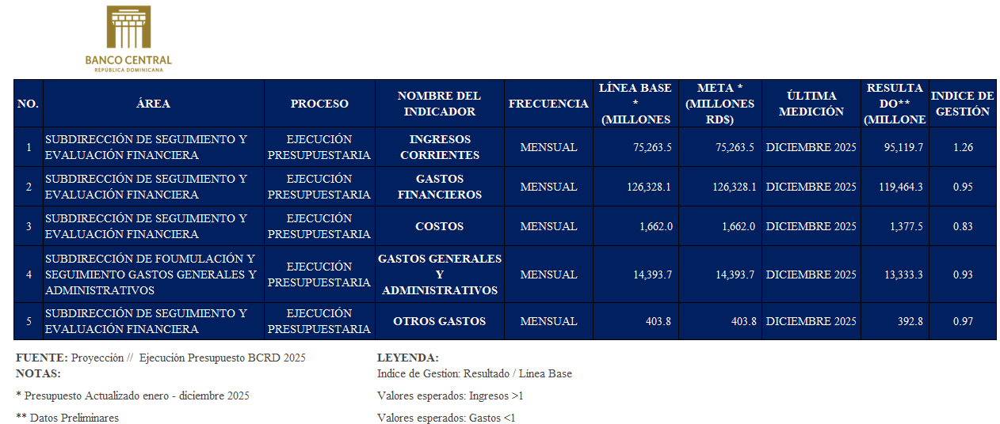 BANCO CENTRAL
REPÚBLICA DOMINICANA
NO. ÁREA PROCESO NOMBRE DEL INDICADOR FRECUENCIA LÍNEA BASE * (MILLONES META * (MILLONES RD$) ÚLTIMA MEDICIÓN RESULTA DO** (MILLONE INDICE DE GESTIÓN
1 SUBDIRECCIÓN DE SEGUIMIENTO Y EVALUACIÓN FINANCIERA EJECUCIÓN PRESUPUESTARIA INGRESOS CORRIENTES MENSUAL 75,263.5 75,263.5 DICIEMBRE 2025 95,119.7 1.26
2 SUBDIRECCIÓN DE SEGUIMIENTO Y EVALUACIÓN FINANCIERA EJECUCIÓN PRESUPUESTARIA GASTOS FINANCIEROS MENSUAL 126,328.1 126,328.1 DICIEMBRE 2025 119,464.3 0.95
3 SUBDIRECCIÓN DE SEGUIMIENTO Y EVALUACIÓN FINANCIERA EJECUCIÓN PRESUPUESTARIA COSTOS MENSUAL 1,662.0 1,662.0 DICIEMBRE 2025 1,377.5 0.83
4 SUBDIRECCIÓN DE FOUMULACIÓN Y SEGUIMIENTO GASTOS GENERALES Y ADMINISTRATIVOS EJECUCIÓN PRESUPUESTARIA GASTOS GENERALES Y ADMINISTRATIVOS MENSUAL 14,393.7 14,393.7 DICIEMBRE 2025 13,333.3 0.93
5 SUBDIRECCIÓN DE SEGUIMIENTO Y EVALUACIÓN FINANCIERA EJECUCIÓN PRESUPUESTARIA OTROS GASTOS MENSUAL 403.8 403.8 DICIEMBRE 2025 392.8 0.97
FUENTE: Proyección // Ejecución Presupuesto BCRD 2025
NOTAS:
* Presupuesto Actualizado enero - diciembre 2025
** Datos Preliminares
LEYENDA:
Indice de Gestion: Resultado / Linea Base
Valores esperados: Ingresos >1
Valores esperados: Gastos <1